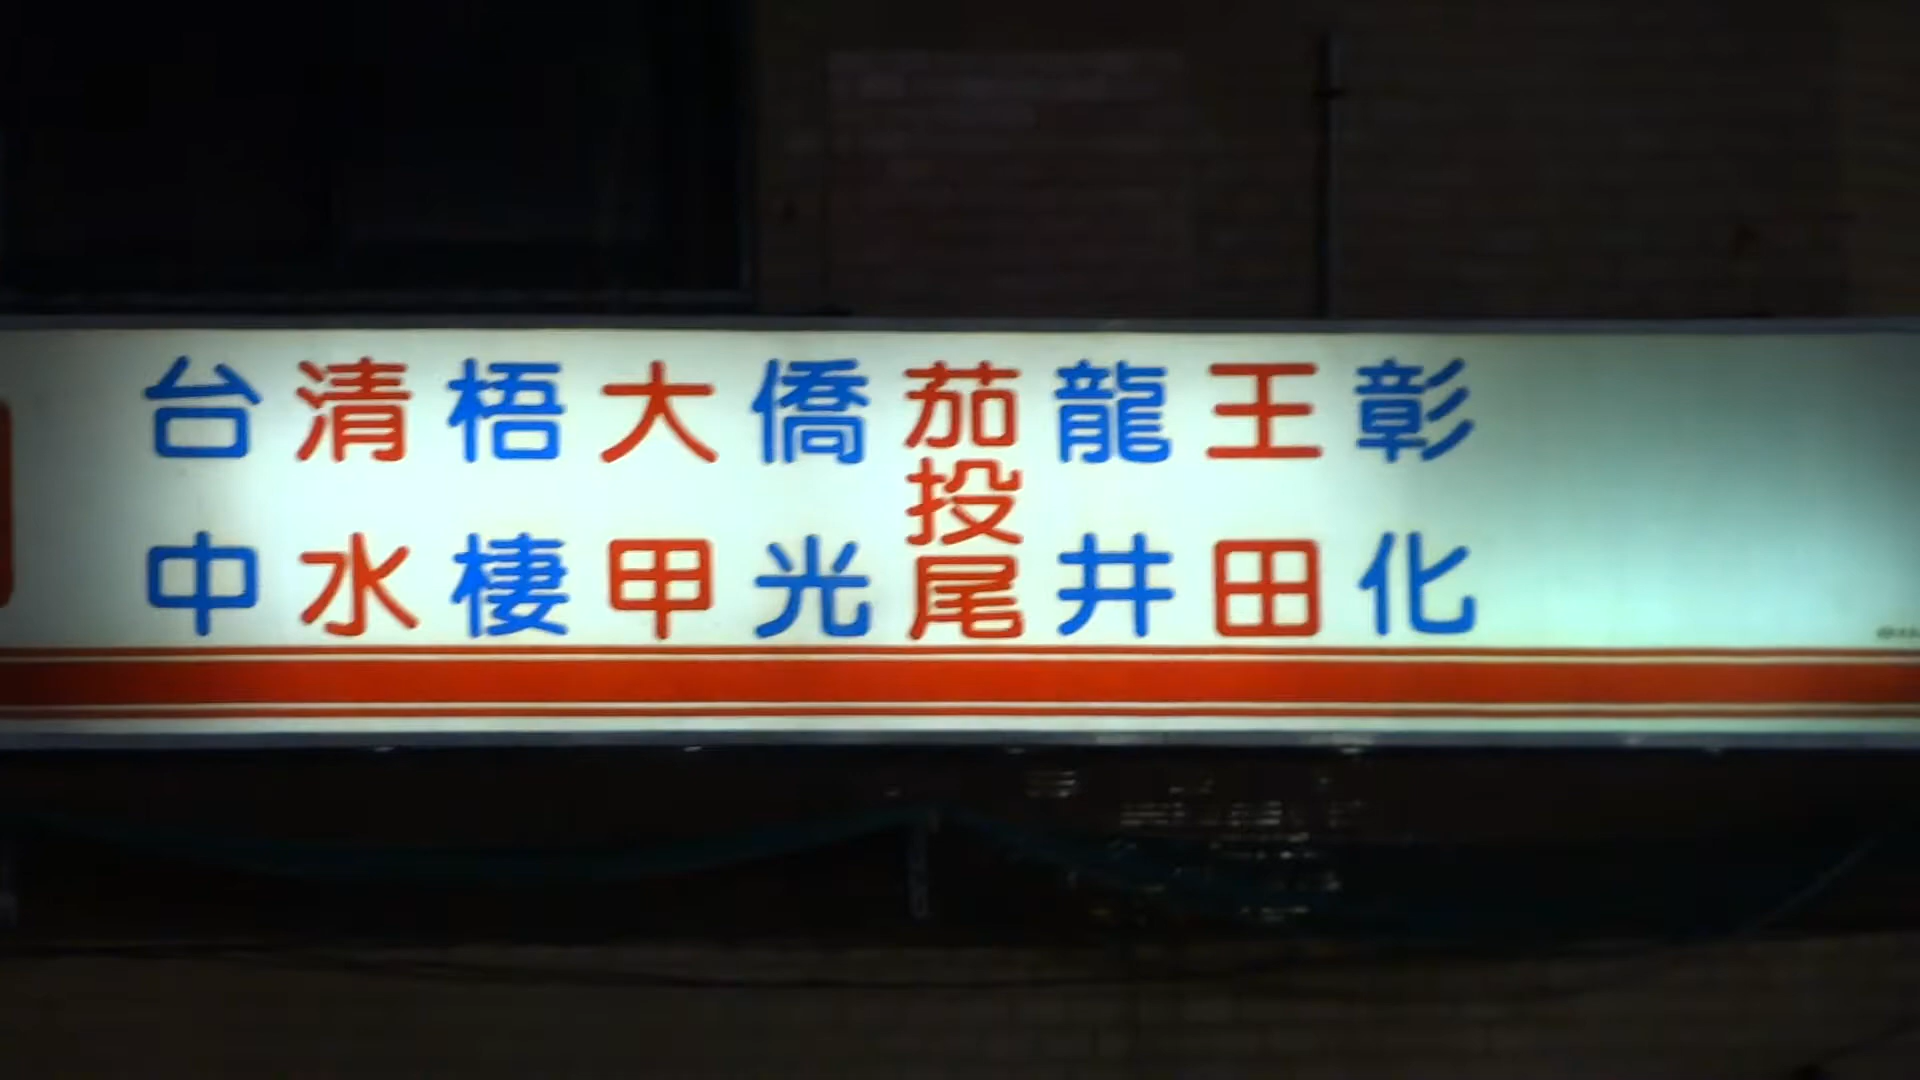 台中
清水
梧棲
大甲
僑光
茄投尾
龍井
王田
彰化